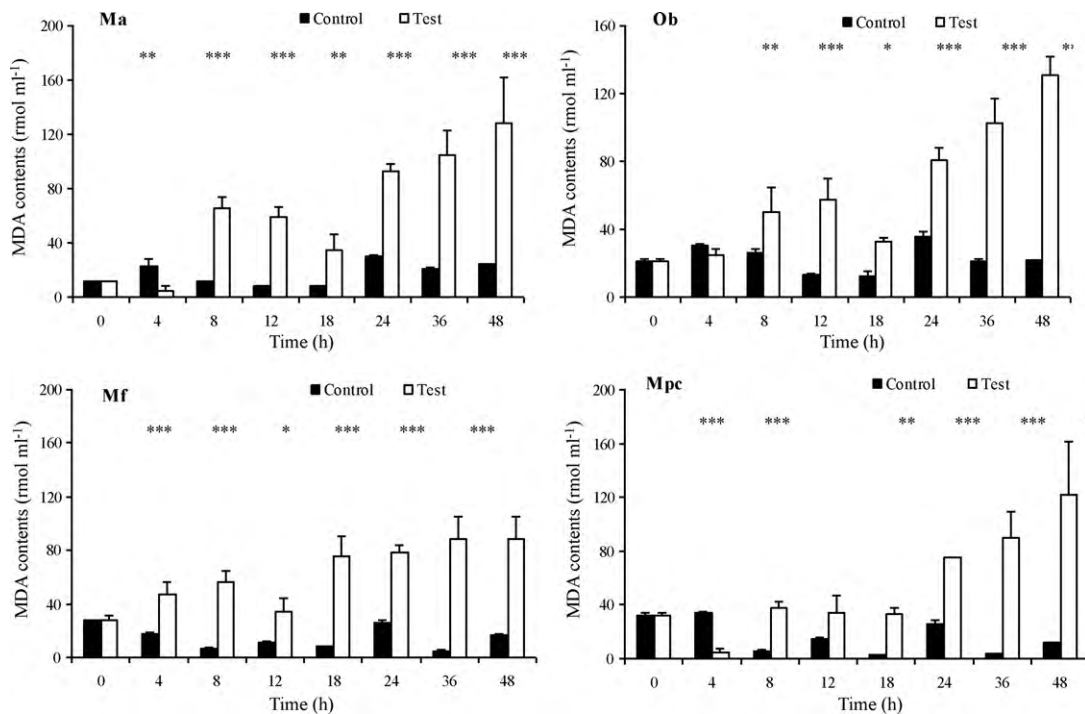 Ma
Control Test
** *** *** ** *** *** ***
MDA contents (rmol ml-1)
200
160
120
80
40
0
0 4 8 12 18 24 36 48
Time (h)
Ob
Control Test
** *** * *** *** **
MDA contents (rmol ml-1)
160
120
80
40
0
0 4 8 12 18 24 36 48
Time (h)
Mf
Control Test
*** *** * *** *** ***
MDA contents (rmol ml-1)
200
160
120
80
40
0
0 4 8 12 18 24 36 48
Time (h)
Mpc
Control Test
*** *** ** *** ***
MDA contents (rmol ml-1)
200
160
120
80
40
0
0 4 8 12 18 24 36 48
Time (h)